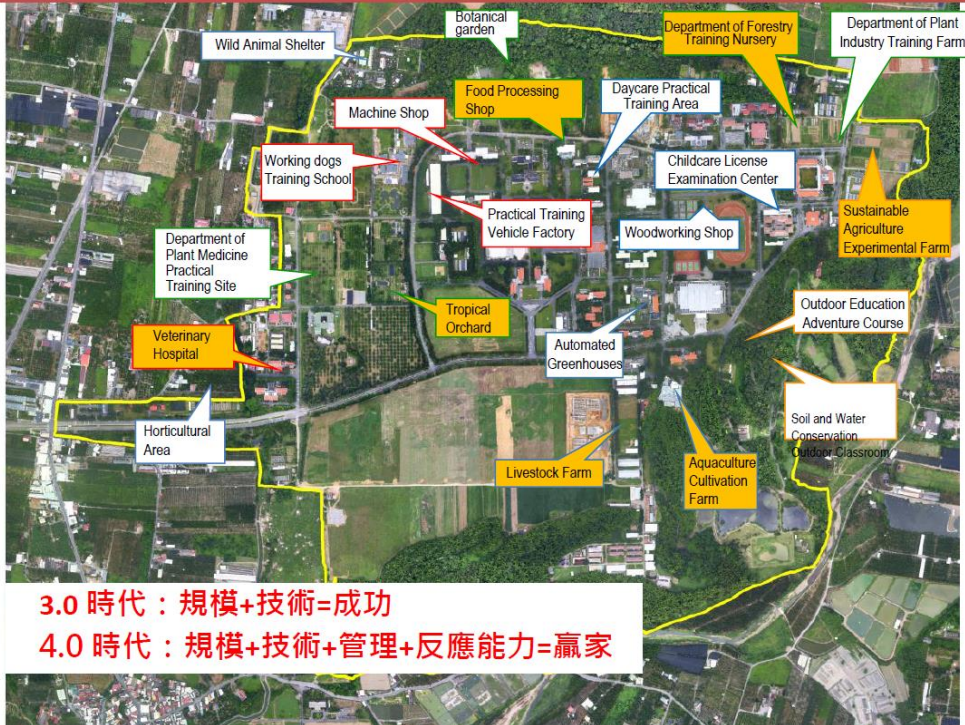 Botanical
garden
Wild Animal Shelter
Department of Forestry
Training Nursery
Department of Plant
Industry Training Farm
Food Processing
Shop
Daycare Practical
Training Area
Machine Shop
Working dogs
Training School
Childcare License
Examination Center
Practical Training
Vehicle Factory
Woodworking Shop
Sustainable
Agriculture
Experimental Farm
Department of
Plant Medicine
Practical
Training Site
Tropical
Orchard
Outdoor Education
Adventure Course
Veterinary
Hospital
Automated
Greenhouses
Horticultural
Area
Soil and Water
Conservation
Outdoor Classroom
Livestock Farm
Aquaculture
Cultivation
Farm
3.0 時代：規模+技術=成功
4.0 時代：規模+技術+管理+反應能力=贏家